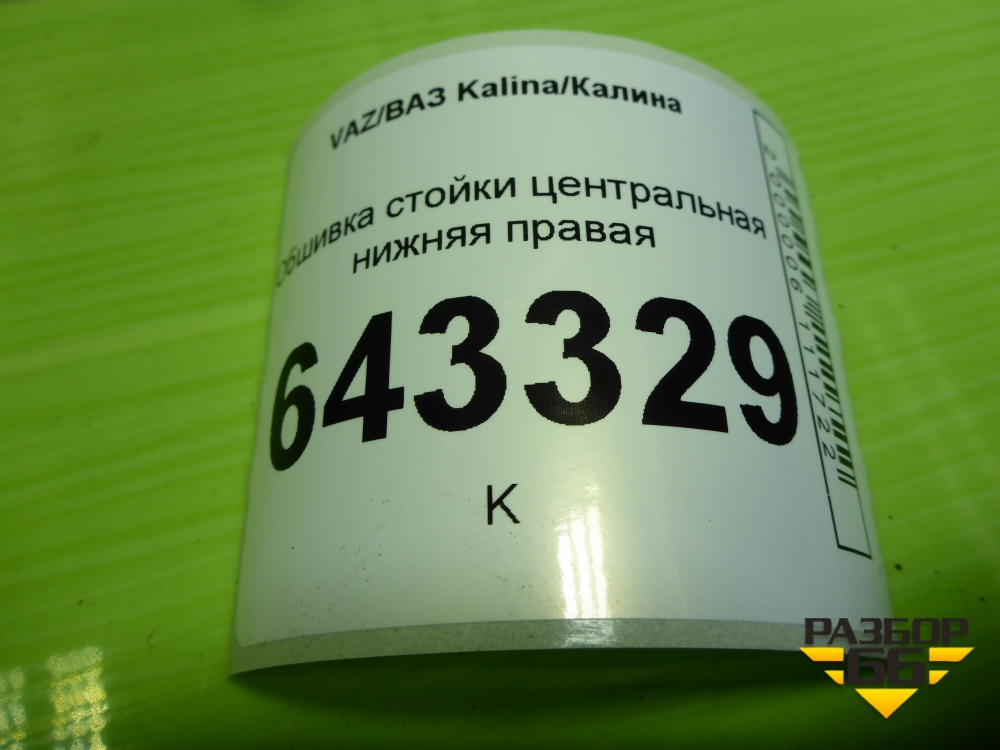 VAZ/ВАЗ Kalina/Калина
Обшивка стойки центральная
нижняя правая
643329
К
2000006111722
РАЗБОР
66